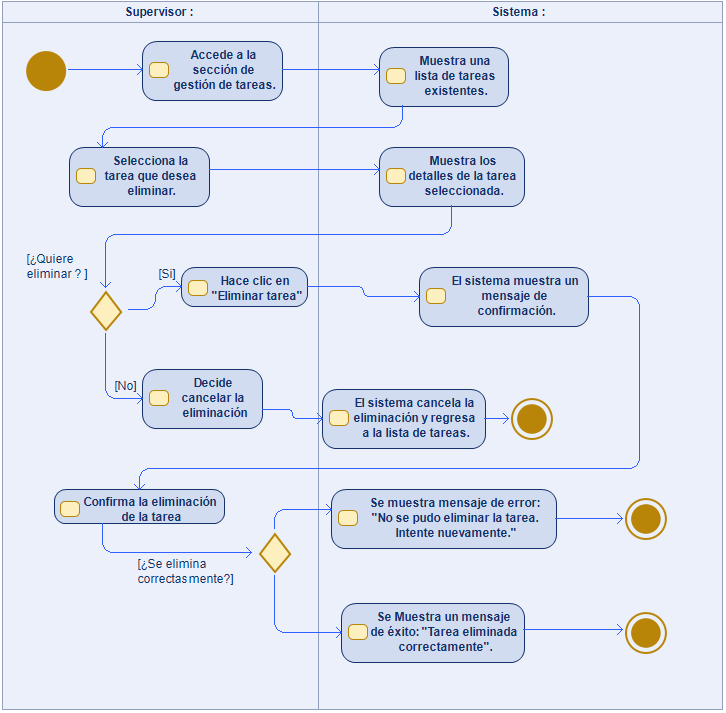 Supervisor :
Sistema :
Accede a la
sección de
gestión de tareas.
Muestra una
lista de tareas
existentes.
Selecciona la
tarea que desea
eliminar.
Muestra los
detalles de la tarea
seleccionada.
[¿Quiere
eliminar ? ]
[Si]
Hace clic en
"Eliminar tarea"
El sistema muestra un
mensaje de
confirmación.
[No]
Decide
cancelar la
eliminación
El sistema cancela la
eliminación y regresa
a la lista de tareas.
Confirma la eliminación
de la tarea
Se muestra mensaje de error:
"No se pudo eliminar la tarea.
Intente nuevamente."
[¿Se elimina
correctasmente?]
Se Muestra un mensaje
de éxito: "Tarea eliminada
correctamente".